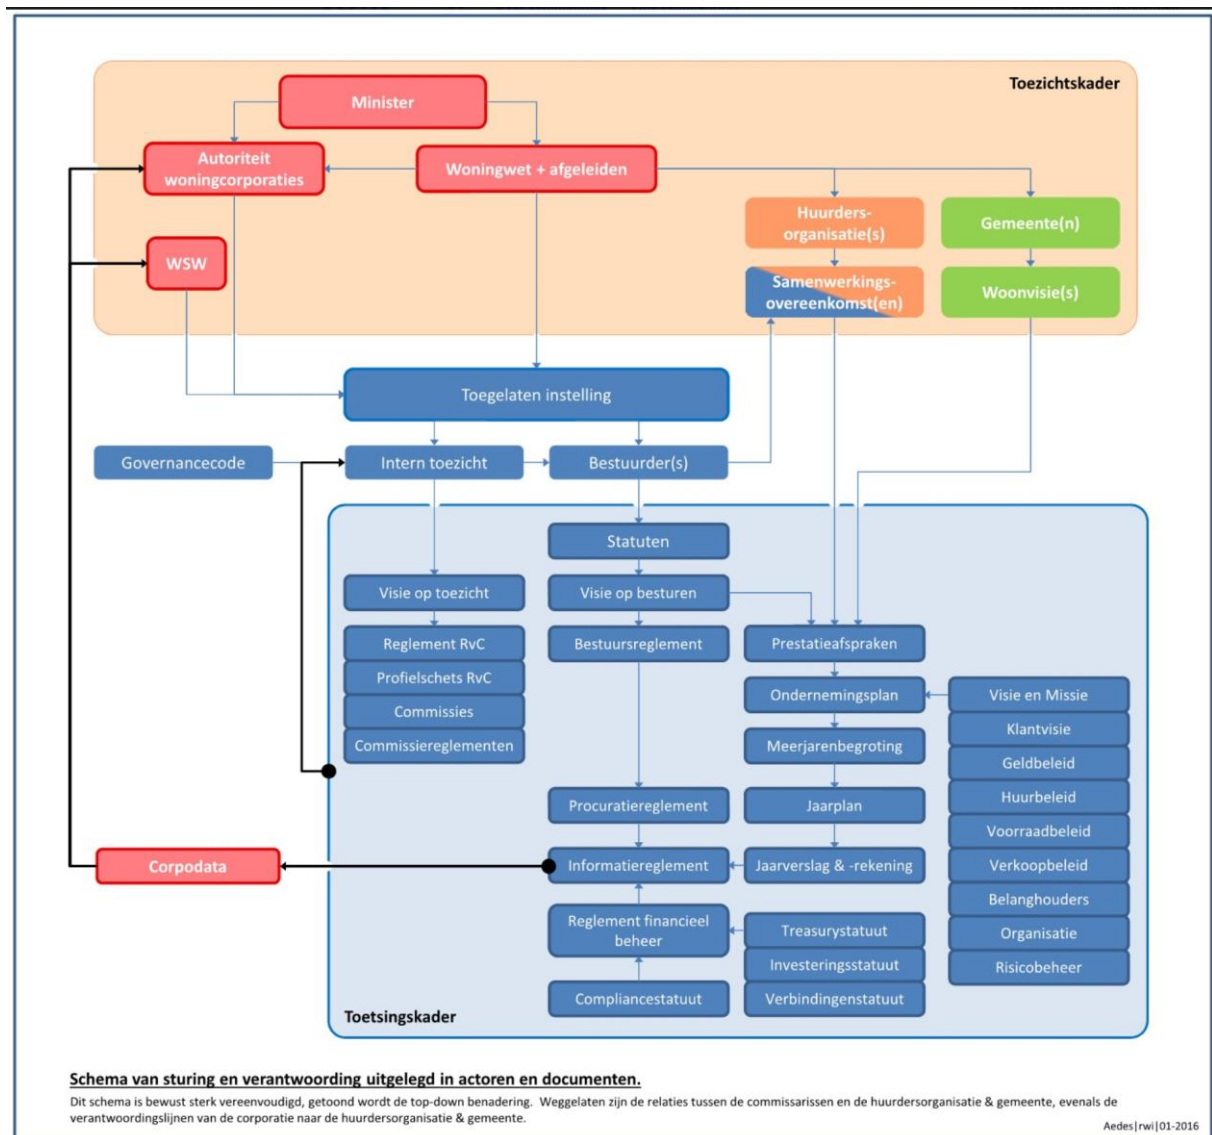 Toezichtskader
Minister
Autoriteit
woningcorporaties
Woningwet + afgeleiden
Huurders-
organisatie(s)
Gemeente(n)
WSW
Samenwerkings-
overeenkomst(en)
Woonvisie(s)
Toegelaten instelling
Governancecode
Intern toezicht
Bestuurder(s)
Statuten
Visie op toezicht
Visie op besturen
Reglement RvC
Bestuursreglement
Prestatieafspraken
Profielschets RvC
Ondernemingsplan
Visie en Missie
Commissies
Klantvisie
Commissiereglementen
Meerjarenbegroting
Geldbeleid
Procuratiereglement
Jaarplan
Huurbeleid
Voorraadbeleid
Corpodata
Informatiereglement
Jaarverslag & -rekening
Verkoopbeleid
Belanghouders
Reglement financieel
beheer
Treasurystatuut
Organisatie
Investeringsstatuut
Risicobeheer
Compliancestatuut
Verbindingenstatuut
Toetsingskader
Schema van sturing en verantwoording uitgelegd in actoren en documenten.
Dit schema is bewust sterk vereenvoudigd, getoond wordt de top-down benadering. Weggelaten zijn de relaties tussen de commissarissen en de huurdersorganisatie & gemeente, evenals de
verantwoordingslijnen van de corporatie naar de huurdersorganisatie & gemeente.
Aedes|rwi|01-2016